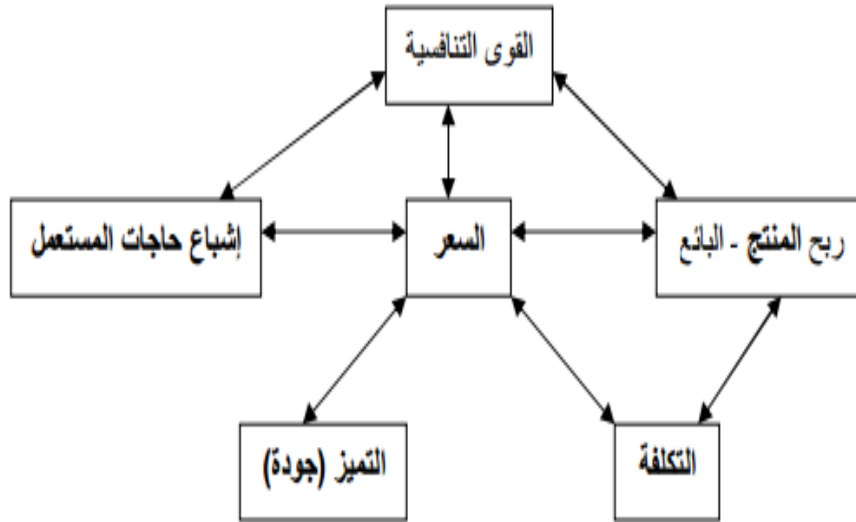 القوى التنافسية
ربح المنتج - البائع
السعر
إشباع حاجات المستعمل
التكلفة
التميز (جودة)